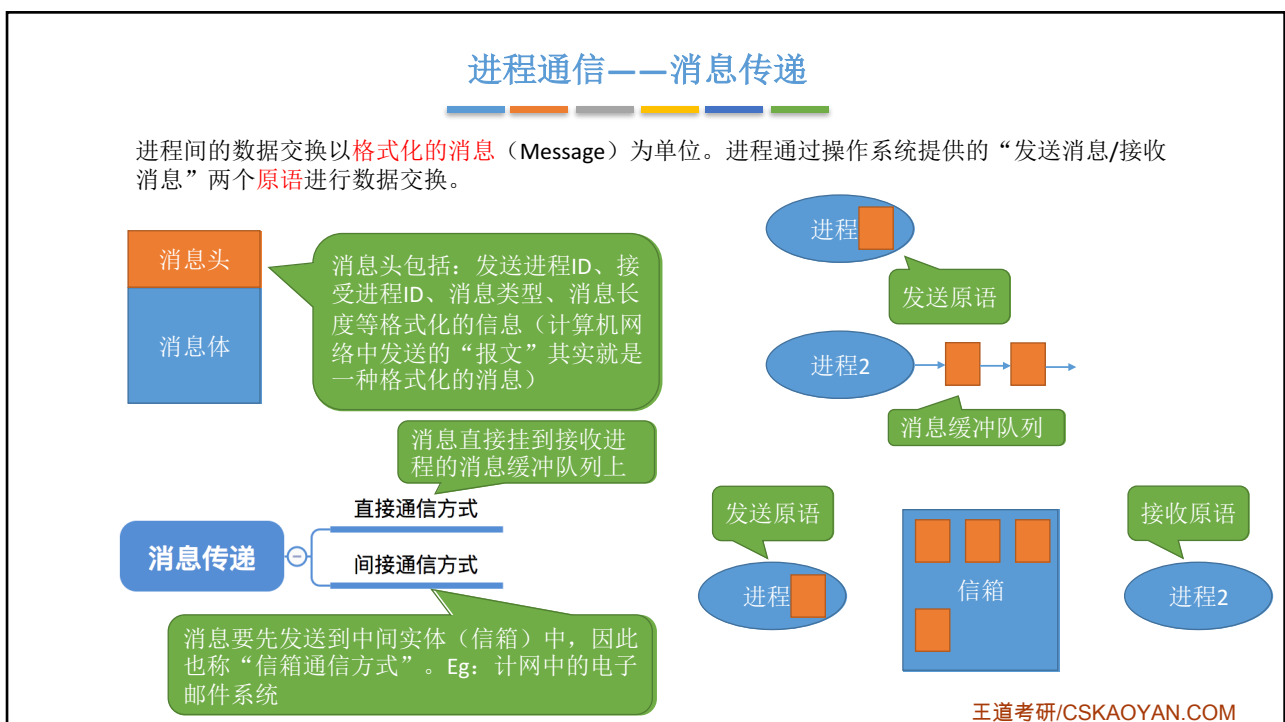 进程通信——消息传递
进程间的数据交换以格式化的消息（Message）为单位。进程通过操作系统提供的“发送消息/接收
消息”两个原语进行数据交换。
消息头
消息体
消息头包括：发送进程ID、接
受进程ID、消息类型、消息长
度等格式化的信息（计算机网
络中发送的“报文”其实就是
一种格式化的消息）
进程
发送原语
进程2
消息缓冲队列
消息直接挂到接收进
程的消息缓冲队列上
直接通信方式
消息传递
间接通信方式
消息要先发送到中间实体（信箱）中，因此
也称“信箱通信方式”。Eg：计网中的电子
邮件系统
发送原语
进程
信箱
接收原语
进程2
王道考研/CSKAOYAN.COM